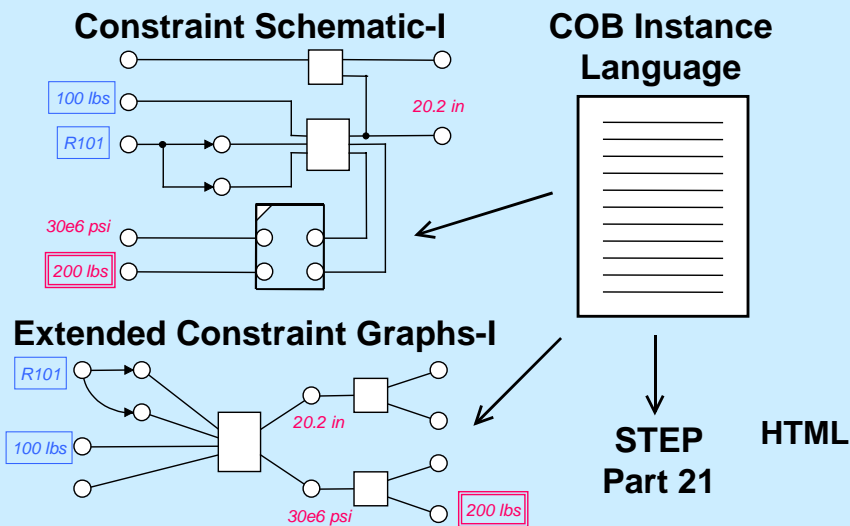 Constraint Schematic-I
100 lbs
R101
20.2 in
30e6 psi
200 lbs
COB Instance
Language
Extended Constraint Graphs-I
R101
100 lbs
20.2 in
30e6 psi
200 lbs
STEP
Part 21
HTML